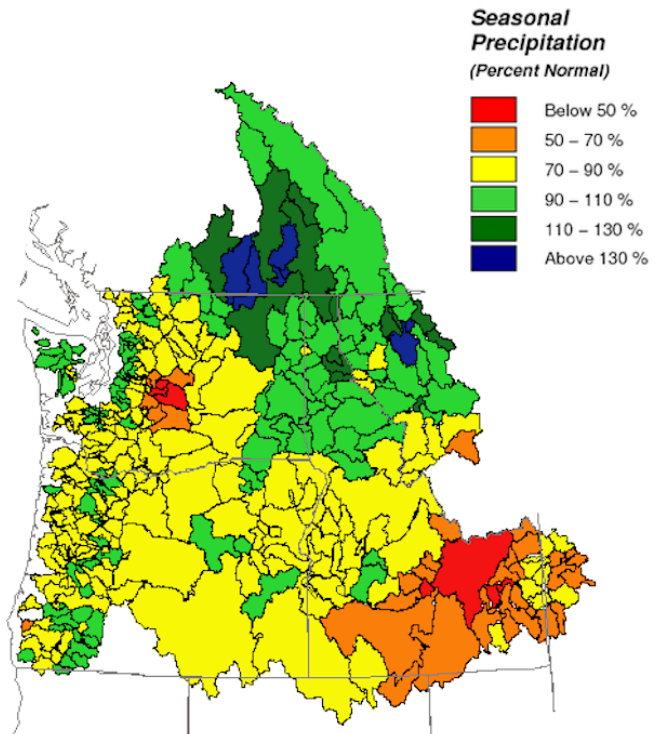 Seasonal
Precipitation
(Percent Normal)
Below 50 %
50 – 70 %
70 – 90 %
90 – 110 %
110 – 130 %
Above 130 %